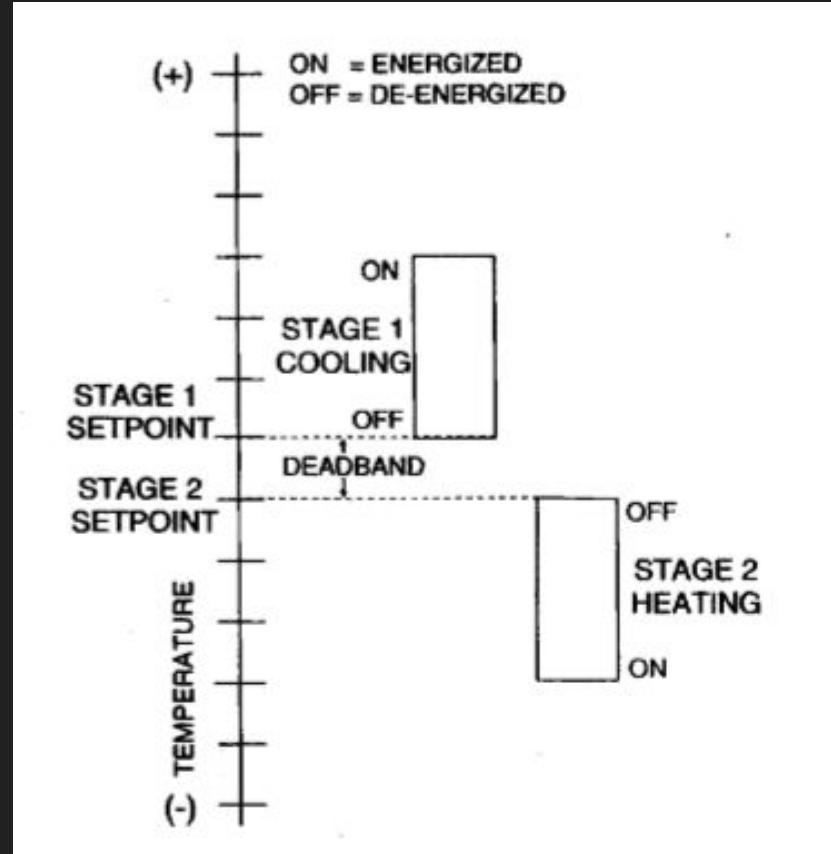 (+)
ON = ENERGIZED
OFF = DE-ENERGIZED
ON
STAGE 1
COOLING
OFF
STAGE 1
SETPOINT
DEADBAND
STAGE 2
SETPOINT
OFF
STAGE 2
HEATING
ON
TEMPERATURE
(-)